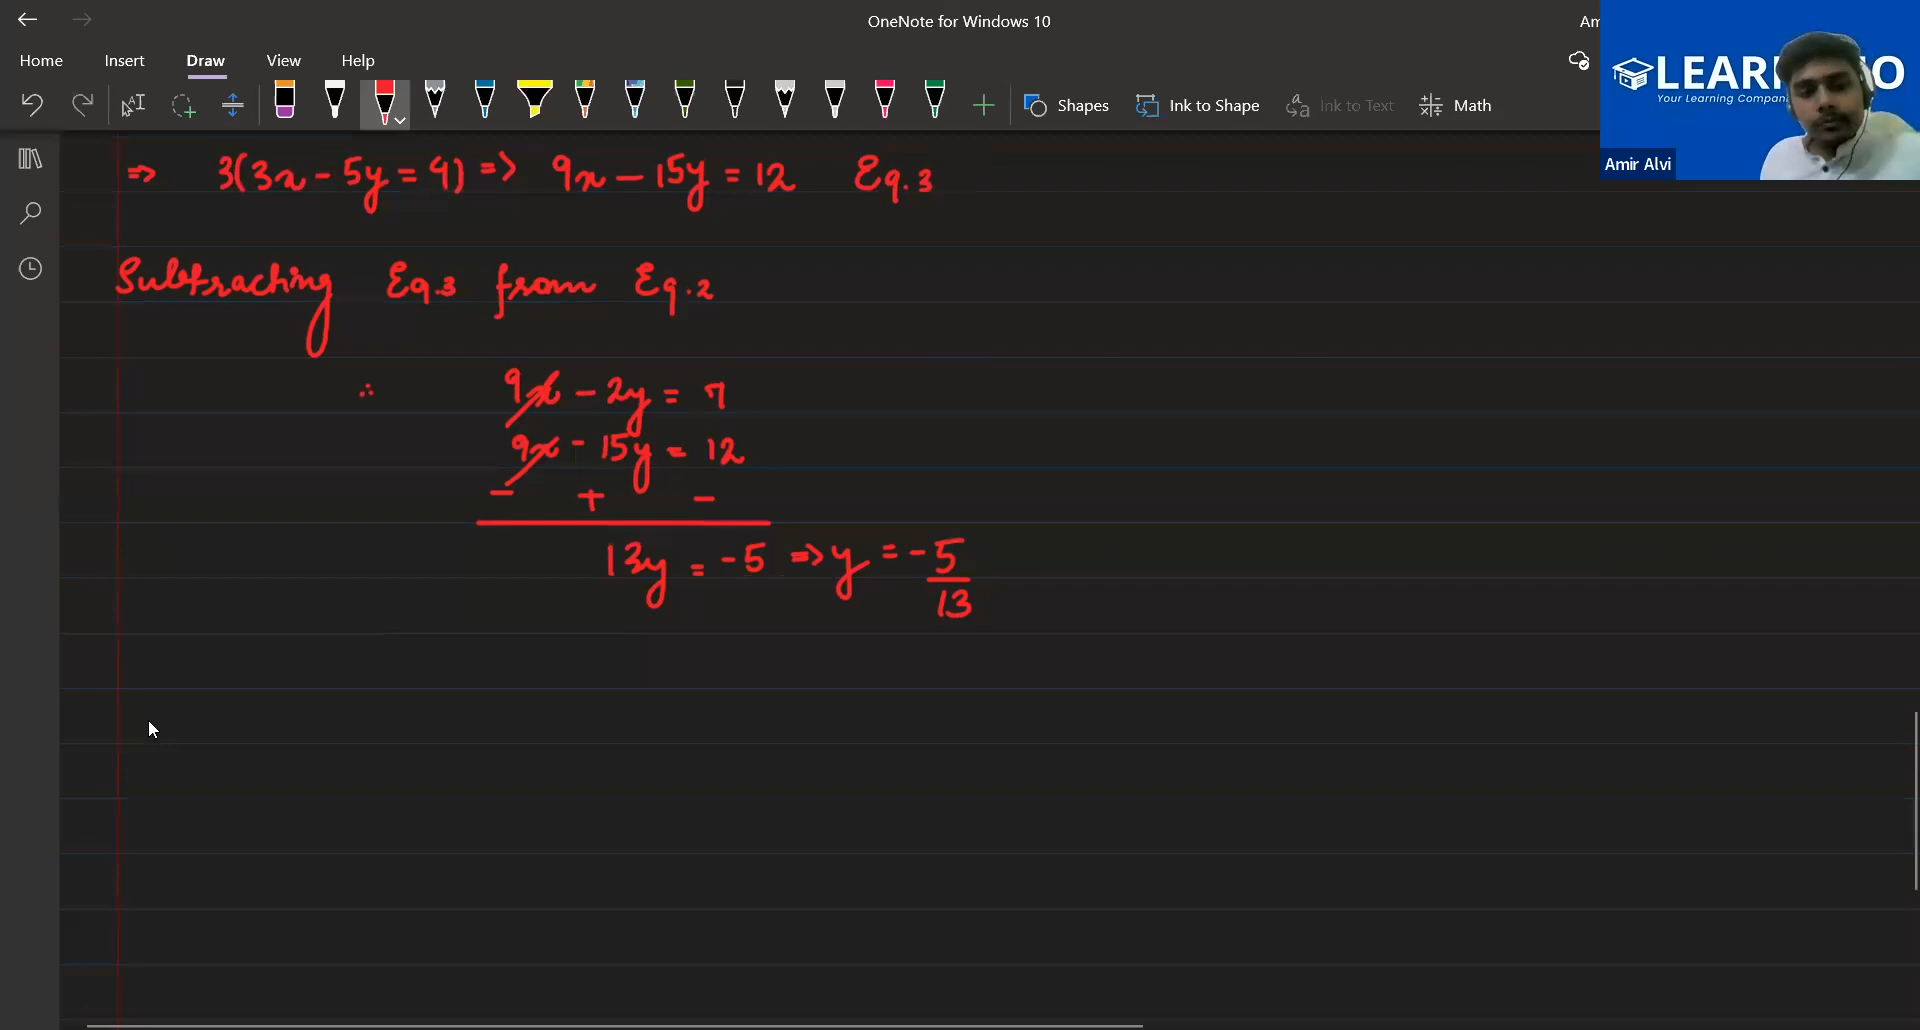 OneNote for Windows 10
Am
Home Insert Draw View Help
Shapes Ink to Shape Ink to Text Math
Your Learning Compan
Amir Alvi
⇒ 3(3x - 5y = 4) ⇒ 9x - 15y = 12 Eq.3
Subtracting Eq.3 from Eq.2
∴ 9x - 2y = 7
9x - 15y = 12
- + -
13y = -5 ⇒ y = -5/13